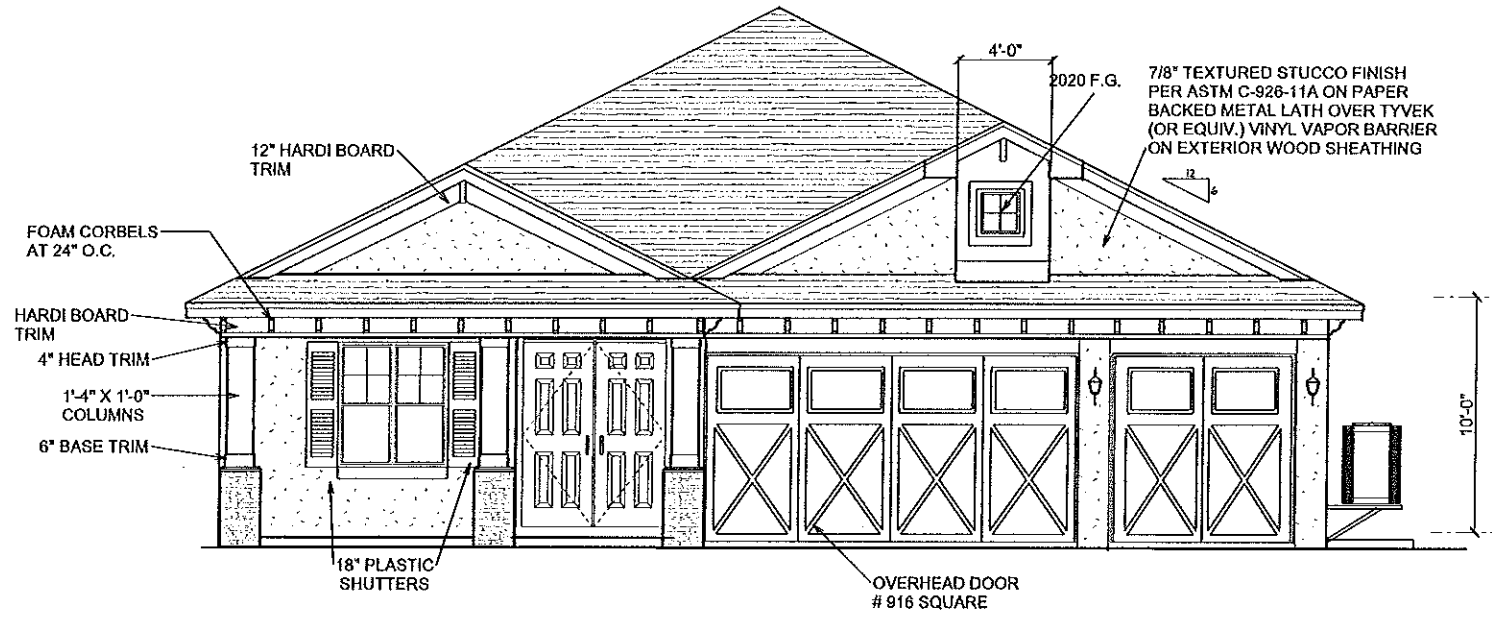 4'-0"
2020 F.G.
7/8" TEXTURED STUCCO FINISH
PER ASTM C-926-11A ON PAPER
BACKED METAL LATH OVER TYVEK
(OR EQUIV.) VINYL VAPOR BARRIER
ON EXTERIOR WOOD SHEATHING
12" HARDI BOARD
TRIM
12
6
FOAM CORBELS
AT 24" O.C.
HARDI BOARD
TRIM
4" HEAD TRIM
1'-4" X 1'-0"
COLUMNS
6" BASE TRIM
10'-0"
18" PLASTIC
SHUTTERS
OVERHEAD DOOR
# 916 SQUARE